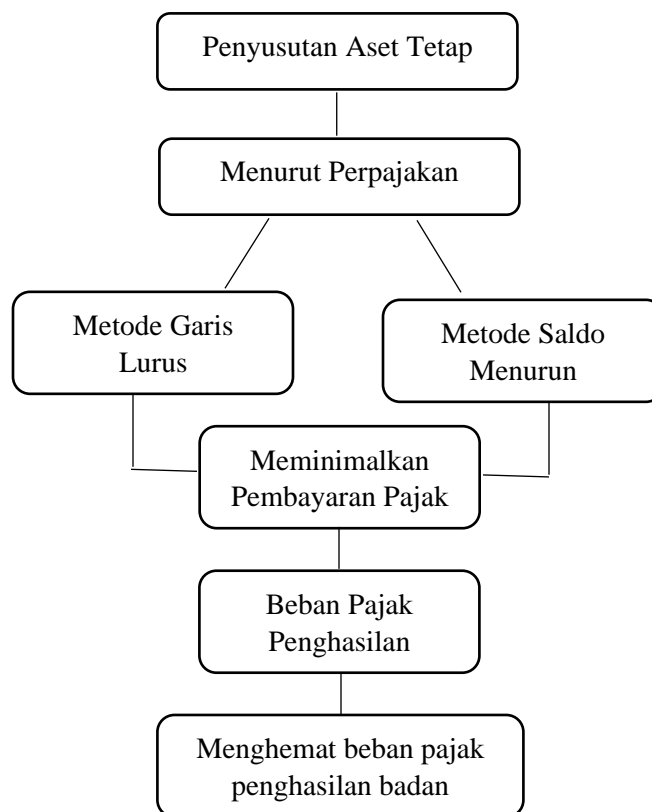 Penyusutan Aset Tetap
Menurut Perpajakan
Metode Garis
Lurus
Metode Saldo
Menurun
Meminimalkan
Pembayaran Pajak
Beban Pajak
Penghasilan
Menghemat beban pajak
penghasilan badan